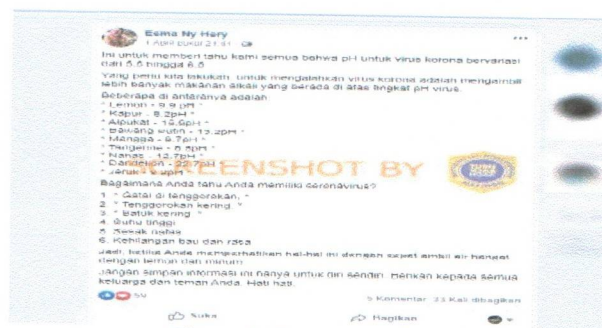 Esma Ny Hery
1 April pukul 21.41
Ini untuk memberi tahu kami semua bahwa pH untuk virus korona bervariasi
dari 5.5 hingga 8.5
Yang perlu kita lakukan, untuk mengalahkan virus korona adalah mengambil
lebih banyak makanan alkali yang berada di atas tingkat pH virus.
Beberapa di antaranya adalah
* Lemon - 9.9 pH *
* Kapur - 8.2pH *
* Alpukat - 15.6pH *
* Bawang putih - 13.2pH *
* Mangga - 8.7pH *
* Tangerine - 8.5pH *
* Nanas - 12.7pH *
* Dandelion - 22.7pH *
* Jeruk - 9.2pH *
SCREENSHOT BY
Bagaimana Anda tahu Anda memiliki coronavirus?
1. * Gatal di tenggorokan, *
2. * Tenggorokan kering, *
3. * Batuk kering. *
4. Suhu tinggi
5. Sesak nafas
6. Kehilangan bau dan rasa
Jadi, ketika Anda memperhatikan hal-hal ini dengan cepat ambil air hangat
dengan lemon dan minum.
Jangan simpan informasi ini hanya untuk diri sendiri. Berikan kepada semua
keluarga dan teman Anda. Hati hati.
59
5 Komentar 23 Kali dibagikan
Suka
Bagikan